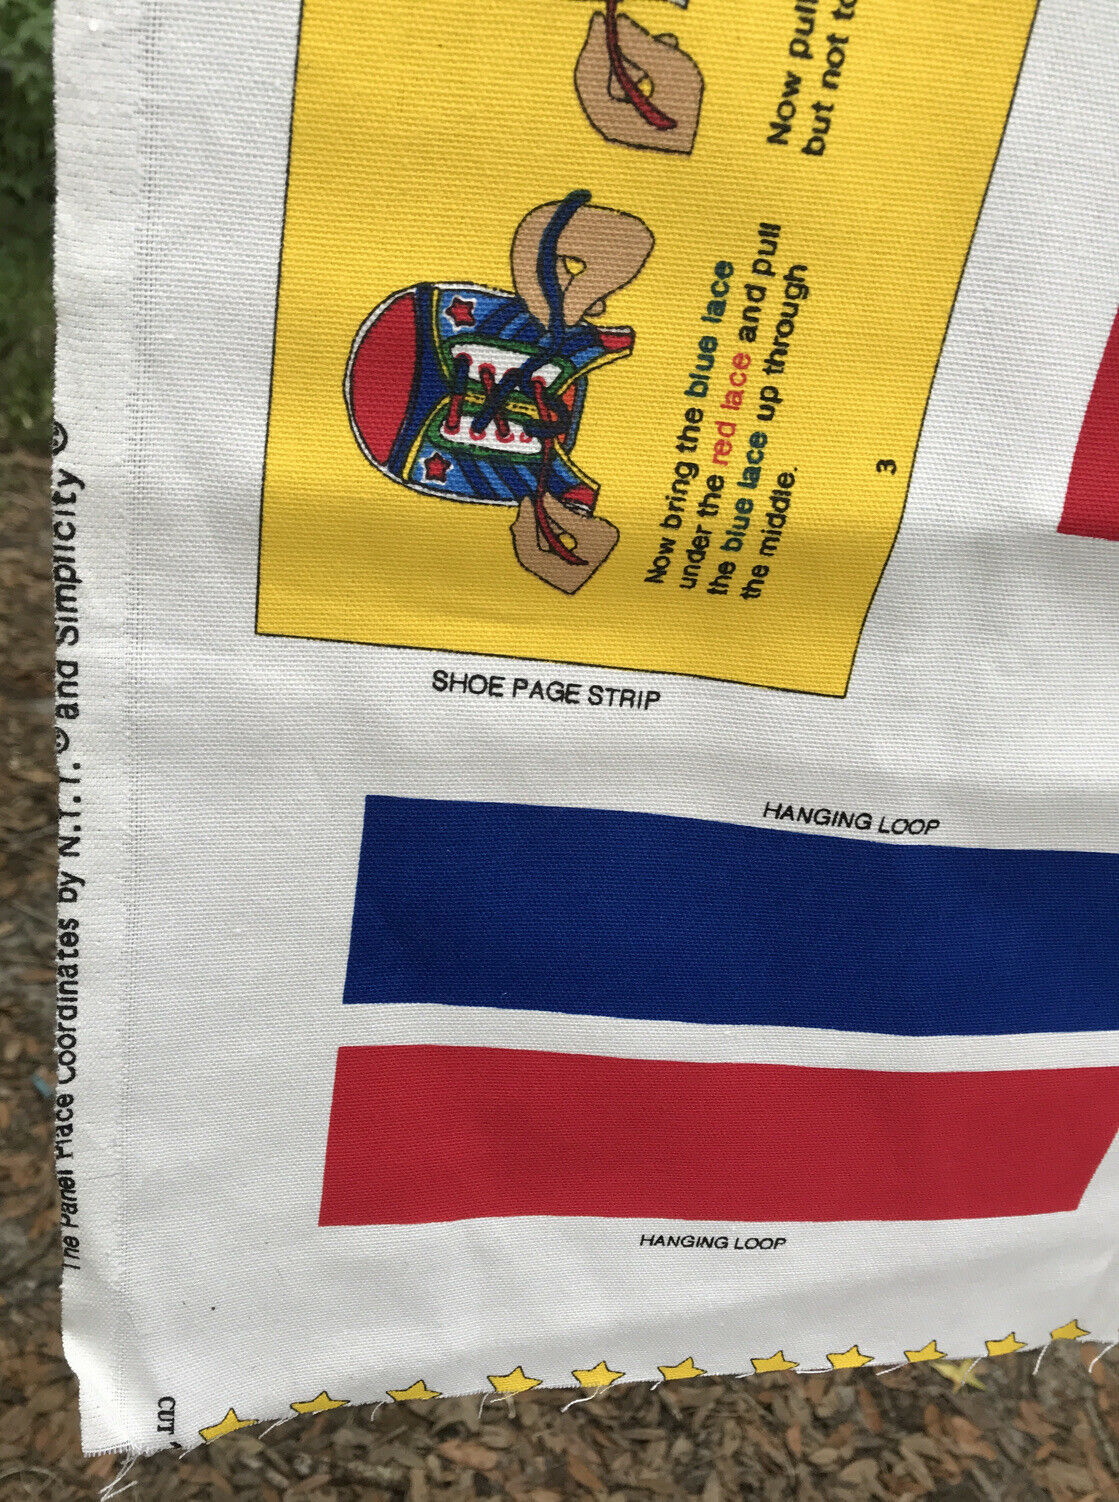 Now pull
but not to
Now bring the blue lace
under the red lace and pull
the blue lace up through
the middle.
3
SHOE PAGE STRIP
HANGING LOOP
HANGING LOOP
The Panel Place Coordinates by N.T.T.® and Simplicity®
CUT